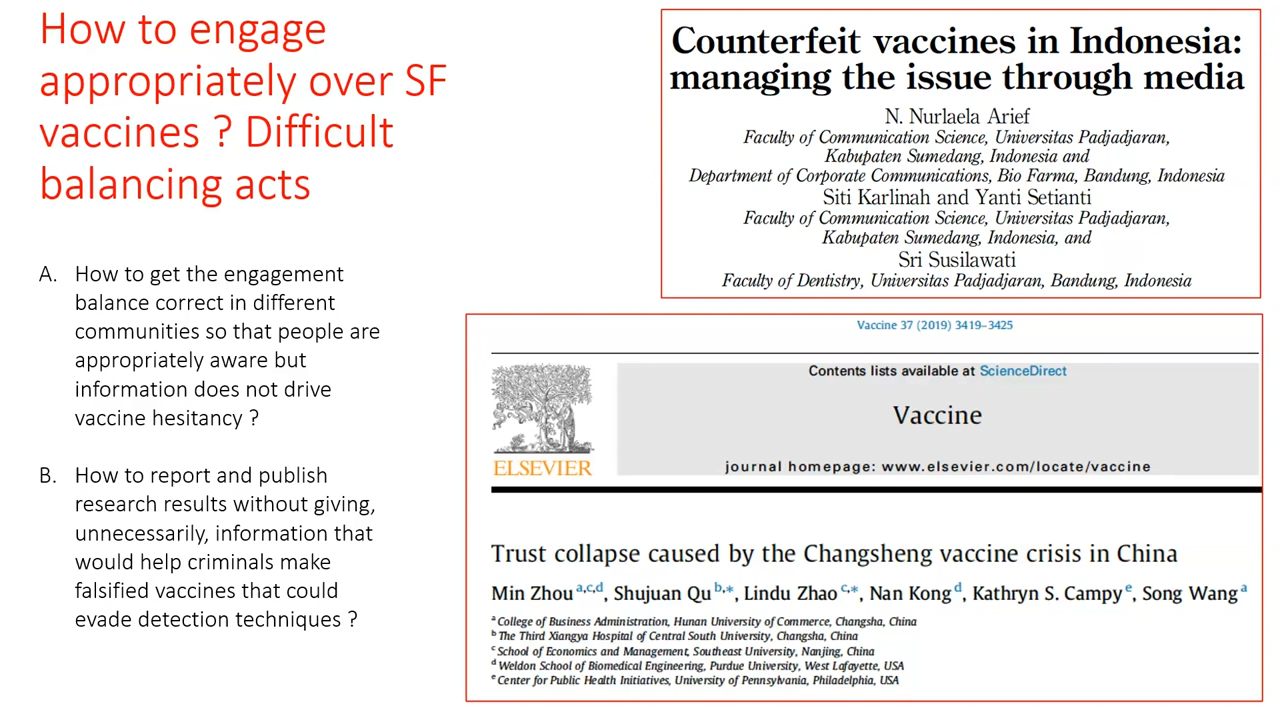 How to engage
appropriately over SF
vaccines ? Difficult
balancing acts
A. How to get the engagement
balance correct in different
communities so that people are
appropriately aware but
information does not drive
vaccine hesitancy ?
B. How to report and publish
research results without giving,
unnecessarily, information that
would help criminals make
falsified vaccines that could
evade detection techniques ?
Counterfeit vaccines in Indonesia:
managing the issue through media
N. Nurlaela Arief
Faculty of Communication Science, Universitas Padjadjaran,
Kabupaten Sumedang, Indonesia and
Department of Corporate Communications, Bio Farma, Bandung, Indonesia
Siti Karlinah and Yanti Setianti
Faculty of Communication Science, Universitas Padjadjaran,
Kabupaten Sumedang, Indonesia, and
Sri Susilawati
Faculty of Dentistry, Universitas Padjadjaran, Bandung, Indonesia
Vaccine 37 (2019) 3419–3425
Contents lists available at ScienceDirect
Vaccine
journal homepage: www.elsevier.com/locate/vaccine
ELSEVIER
Trust collapse caused by the Changsheng vaccine crisis in China
Min Zhou a,c,d, Shujuan Qu b,*, Lindu Zhao c,*, Nan Kong d, Kathryn S. Campy e, Song Wang a
a College of Business Administration, Hunan University of Commerce, Changsha, China
b The Third Xiangya Hospital of Central South University, Changsha, China
c School of Economics and Management, Southeast University, Nanjing, China
d Weldon School of Biomedical Engineering, Purdue University, West Lafayette, USA
e Center for Public Health Initiatives, University of Pennsylvania, Philadelphia, USA